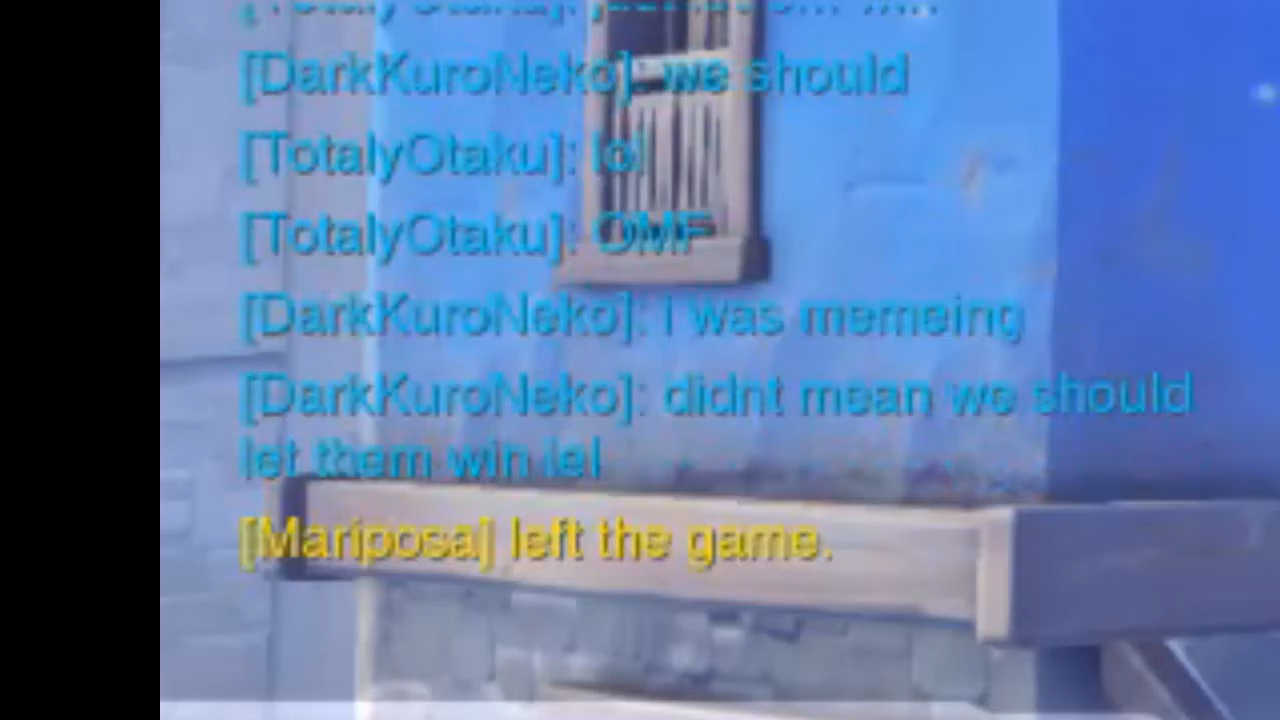 [TotalyOtaku]:
[DarkKuroNeko]: we should
[TotalyOtaku]: lol
[TotalyOtaku]: OMF
[DarkKuroNeko]: i was memeing
[DarkKuroNeko]: didnt mean we should
let them win lel
[Mariposa] left the game.